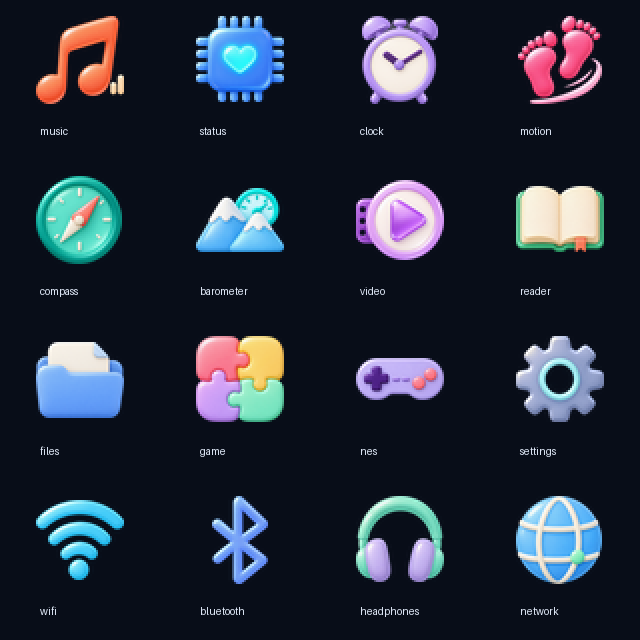 music
status
clock
motion
compass
barometer
video
reader
files
game
nes
settings
wifi
bluetooth
headphones
network